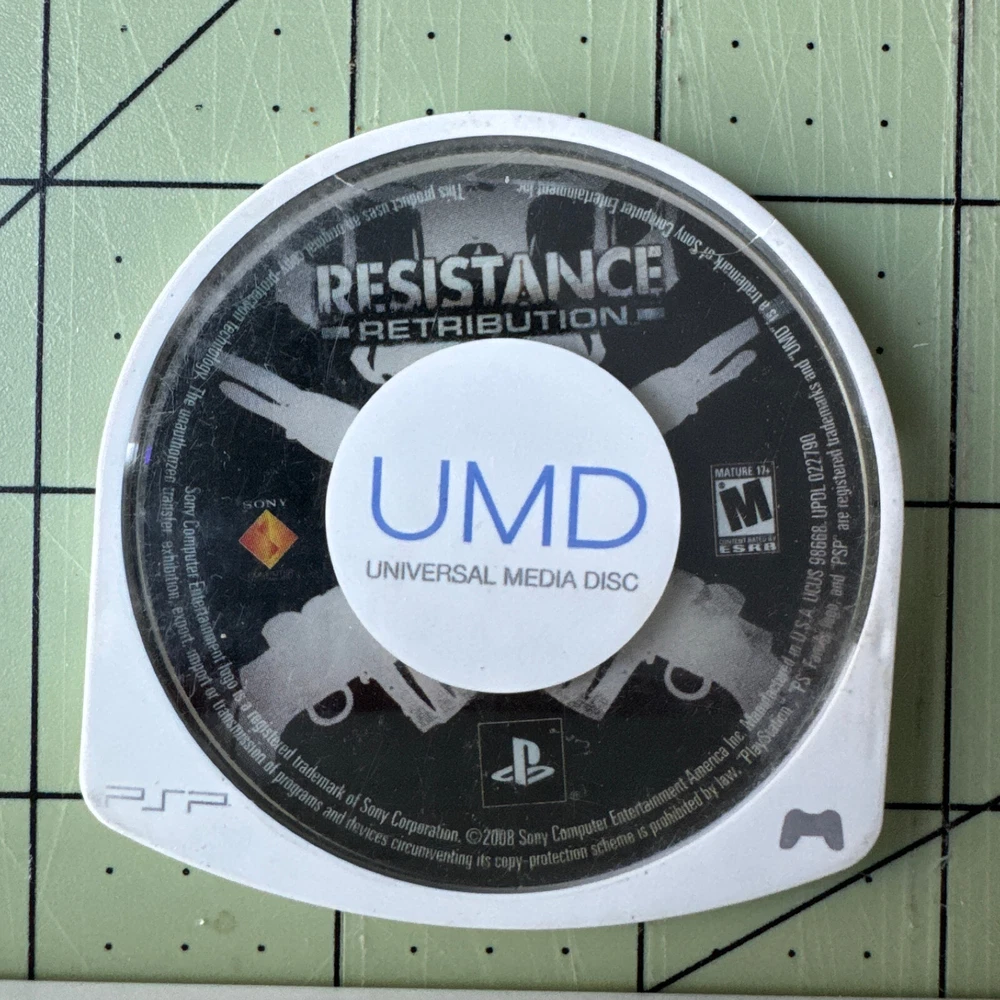 RESISTANCE
RETRIBUTION
UMD
UNIVERSAL MEDIA DISC
SONY
MATURE 17+
M
CONTENT RATED BY
ESRB
PSP
Sony Computer Entertainment logo is a registered trademark of Sony Corporation. ©2008 Sony Computer Entertainment America Inc. Manufactured in U.S.A. UCUS 98668. UPDL 022790
This product uses copy-protection technology. The unauthorized transfer, exhibition, export, import or transmission of programs and devices circumventing its copy-protection scheme is prohibited by law. "PlayStation", "PS" Family logo, and "PSP" are registered trademarks and "UMD" is a trademark of Sony Computer Entertainment Inc.